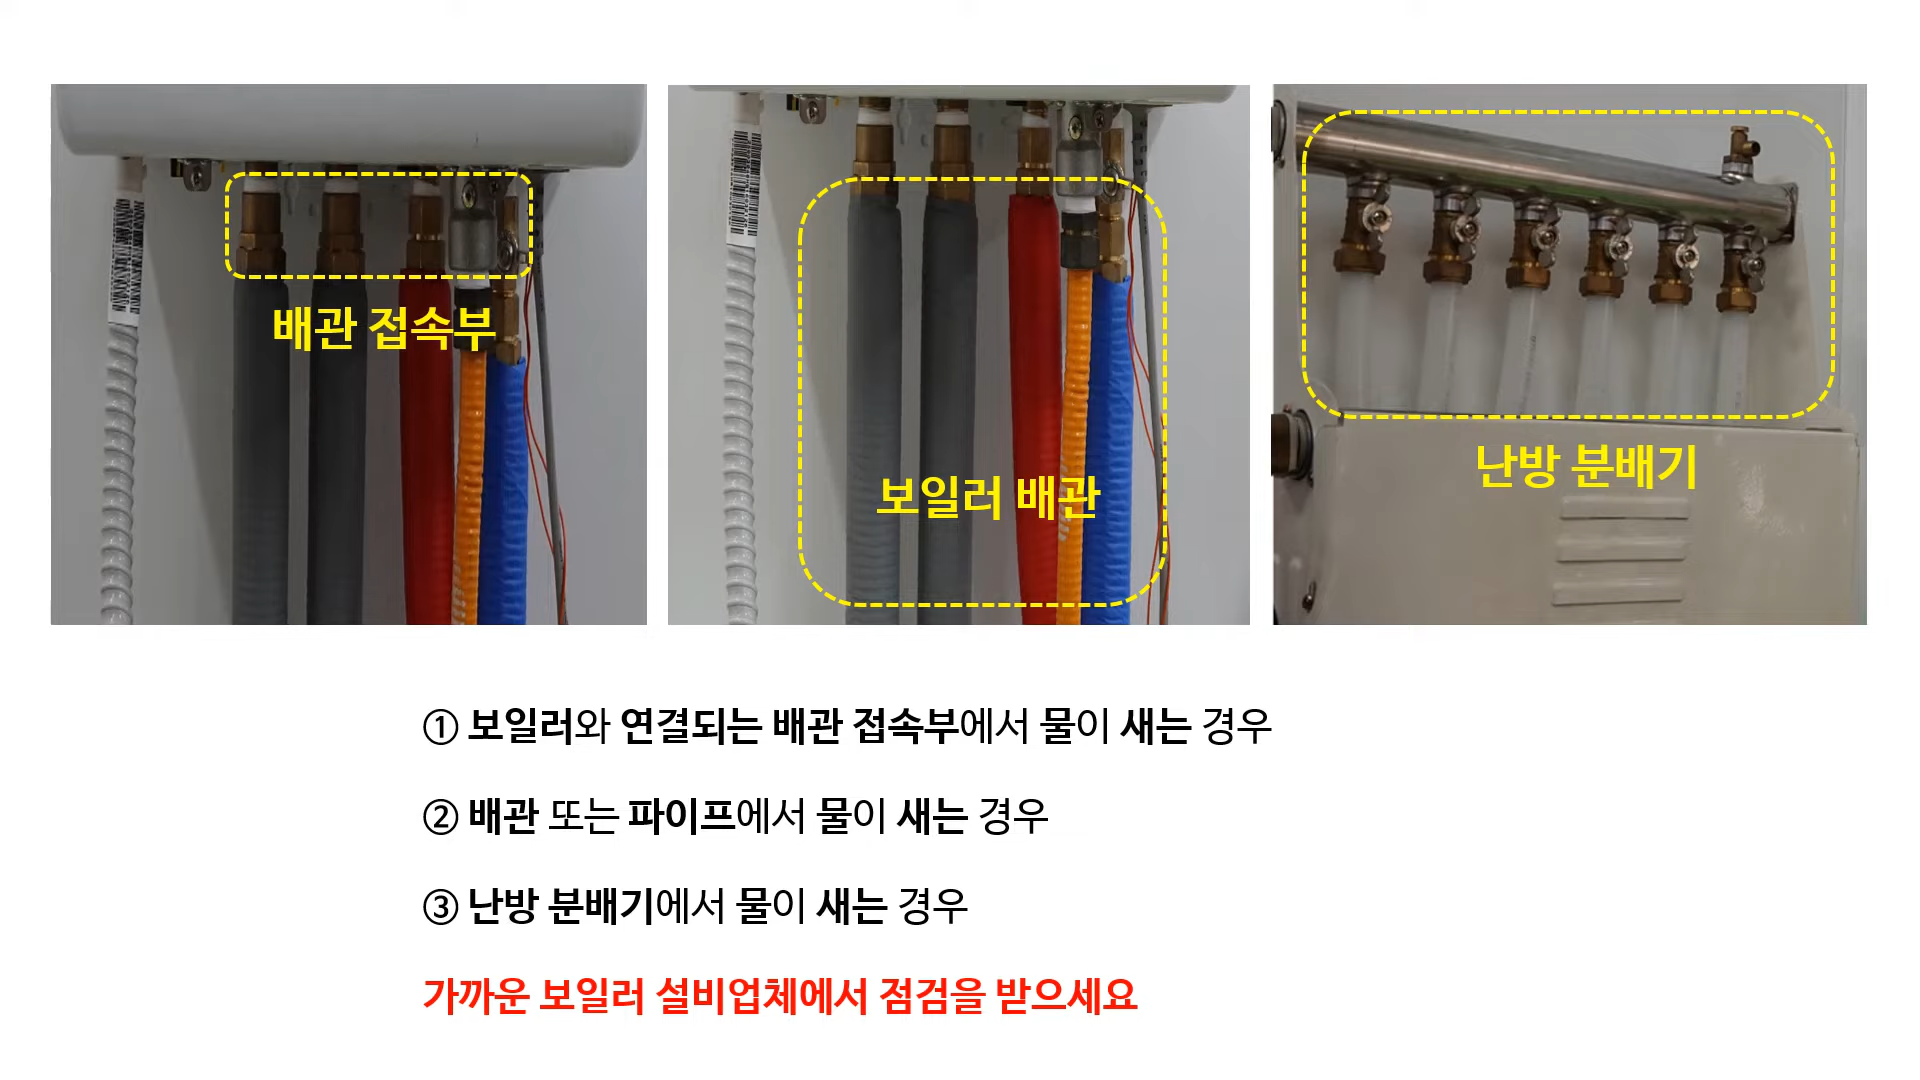 배관 접속부
보일러 배관
난방 분배기
① 보일러와 연결되는 배관 접속부에서 물이 새는 경우
② 배관 또는 파이프에서 물이 새는 경우
③ 난방 분배기에서 물이 새는 경우
가까운 보일러 설비업체에서 점검을 받으세요